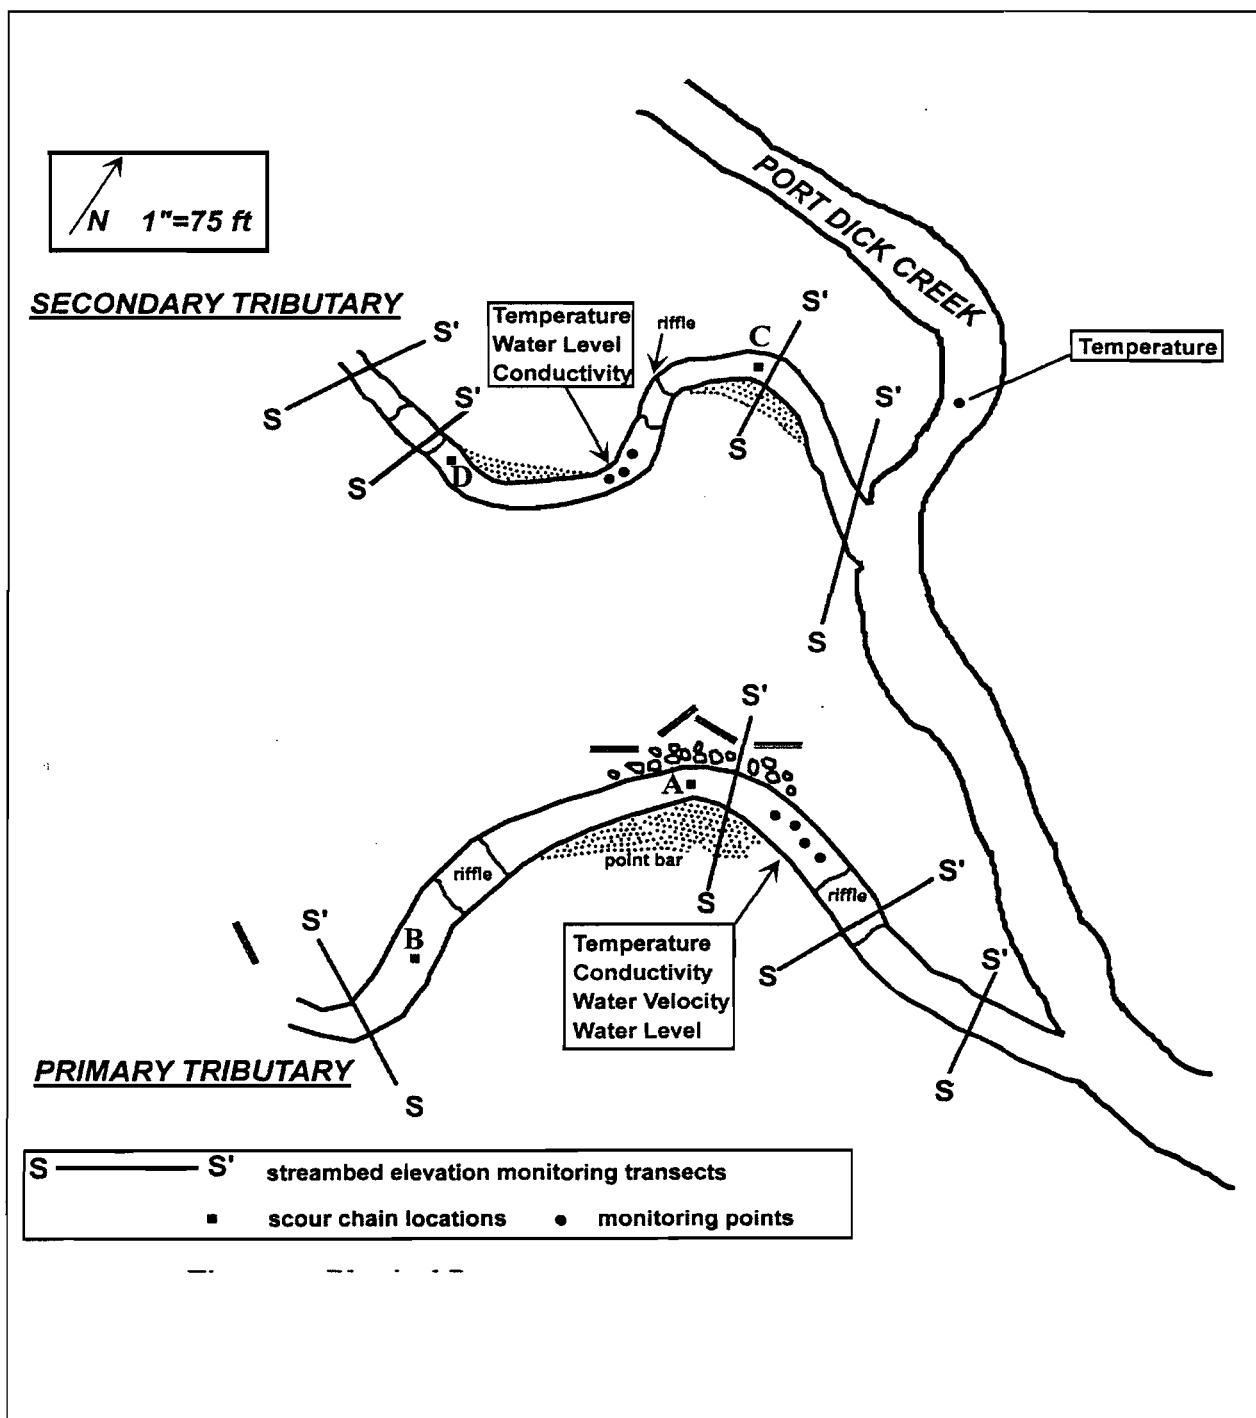 PORT DICK CREEK
N 1"=75 ft
SECONDARY TRIBUTARY
S'
Temperature
Water Level
Conductivity
riffle
C
S'
Temperature
S
S'
S'
S
D
S
S
S
S'
A
point bar
riffle
riffle
S'
S
S'
B
Temperature
Conductivity
Water Velocity
Water Level
S
S'
PRIMARY TRIBUTARY
S
S
S S' streambed elevation monitoring transects
scour chain locations monitoring points